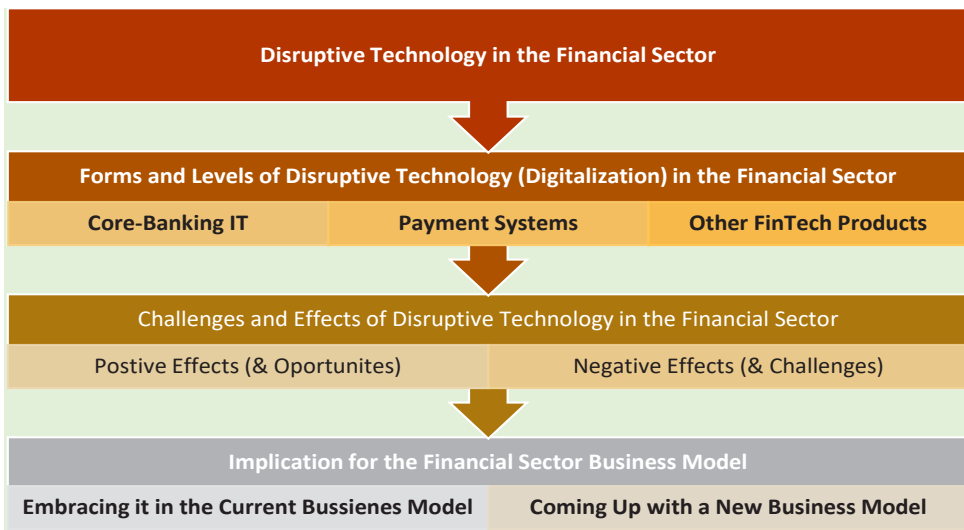 Disruptive Technology in the Financial Sector
Forms and Levels of Disruptive Technology (Digitalization) in the Financial Sector
Core-Banking IT
Payment Systems
Other FinTech Products
Challenges and Effects of Disruptive Technology in the Financial Sector
Postive Effects (& Oportunites)
Negative Effects (& Challenges)
Implication for the Financial Sector Business Model
Embracing it in the Current Bussienes Model
Coming Up with a New Business Model